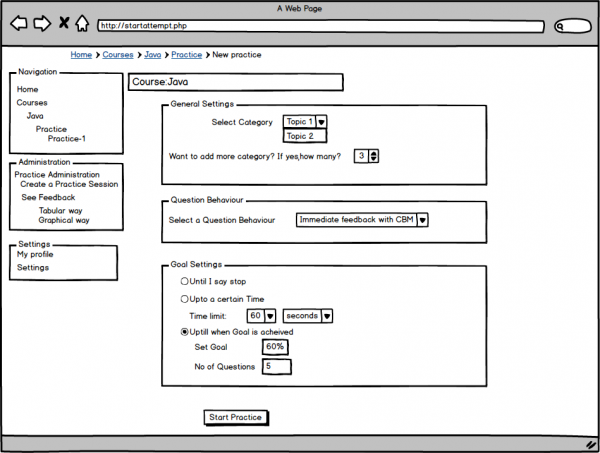 A Web Page
http://startattempt.php
Home > Courses > Java > Practice > New practice
Navigation
Home
Courses
Java
Practice
Practice-1
Administration
Practice Administration
Create a Practice Session
See Feedback
Tabular way
Graphical way
Settings
My profile
Settings
Course:Java
General Settings
Select Category Topic 1
Topic 2
Want to add more category? If yes,how many? 3
Question Behaviour
Select a Question Behaviour Immediate feedback with CBM
Goal Settings
Until I say stop
Upto a certain Time
Time limit: 60 seconds
Uptill when Goal is acheived
Set Goal 60%
No of Questions 5
Start Practice